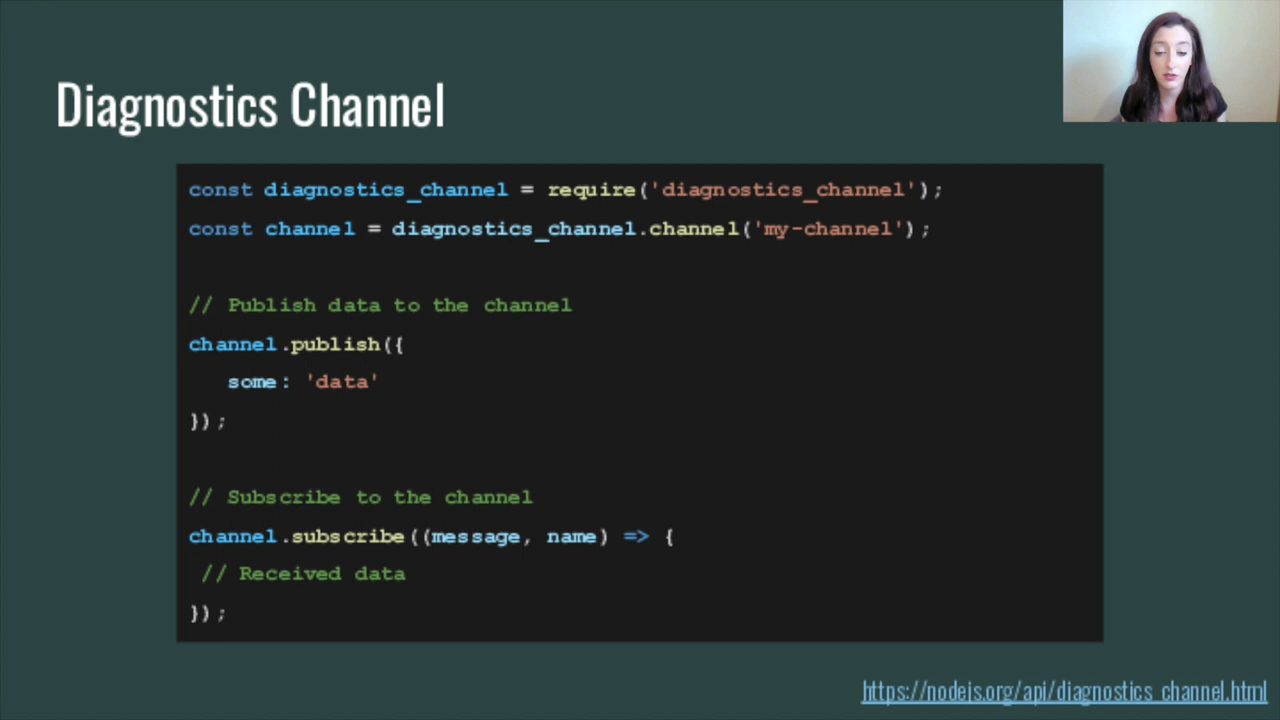 Diagnostics Channel
const diagnostics_channel = require('diagnostics_channel');
const channel = diagnostics_channel.channel('my-channel');
// Publish data to the channel
channel.publish({
some: 'data'
});
// Subscribe to the channel
channel.subscribe((message, name) => {
// Received data
});
https://nodejs.org/api/diagnostics_channel.html